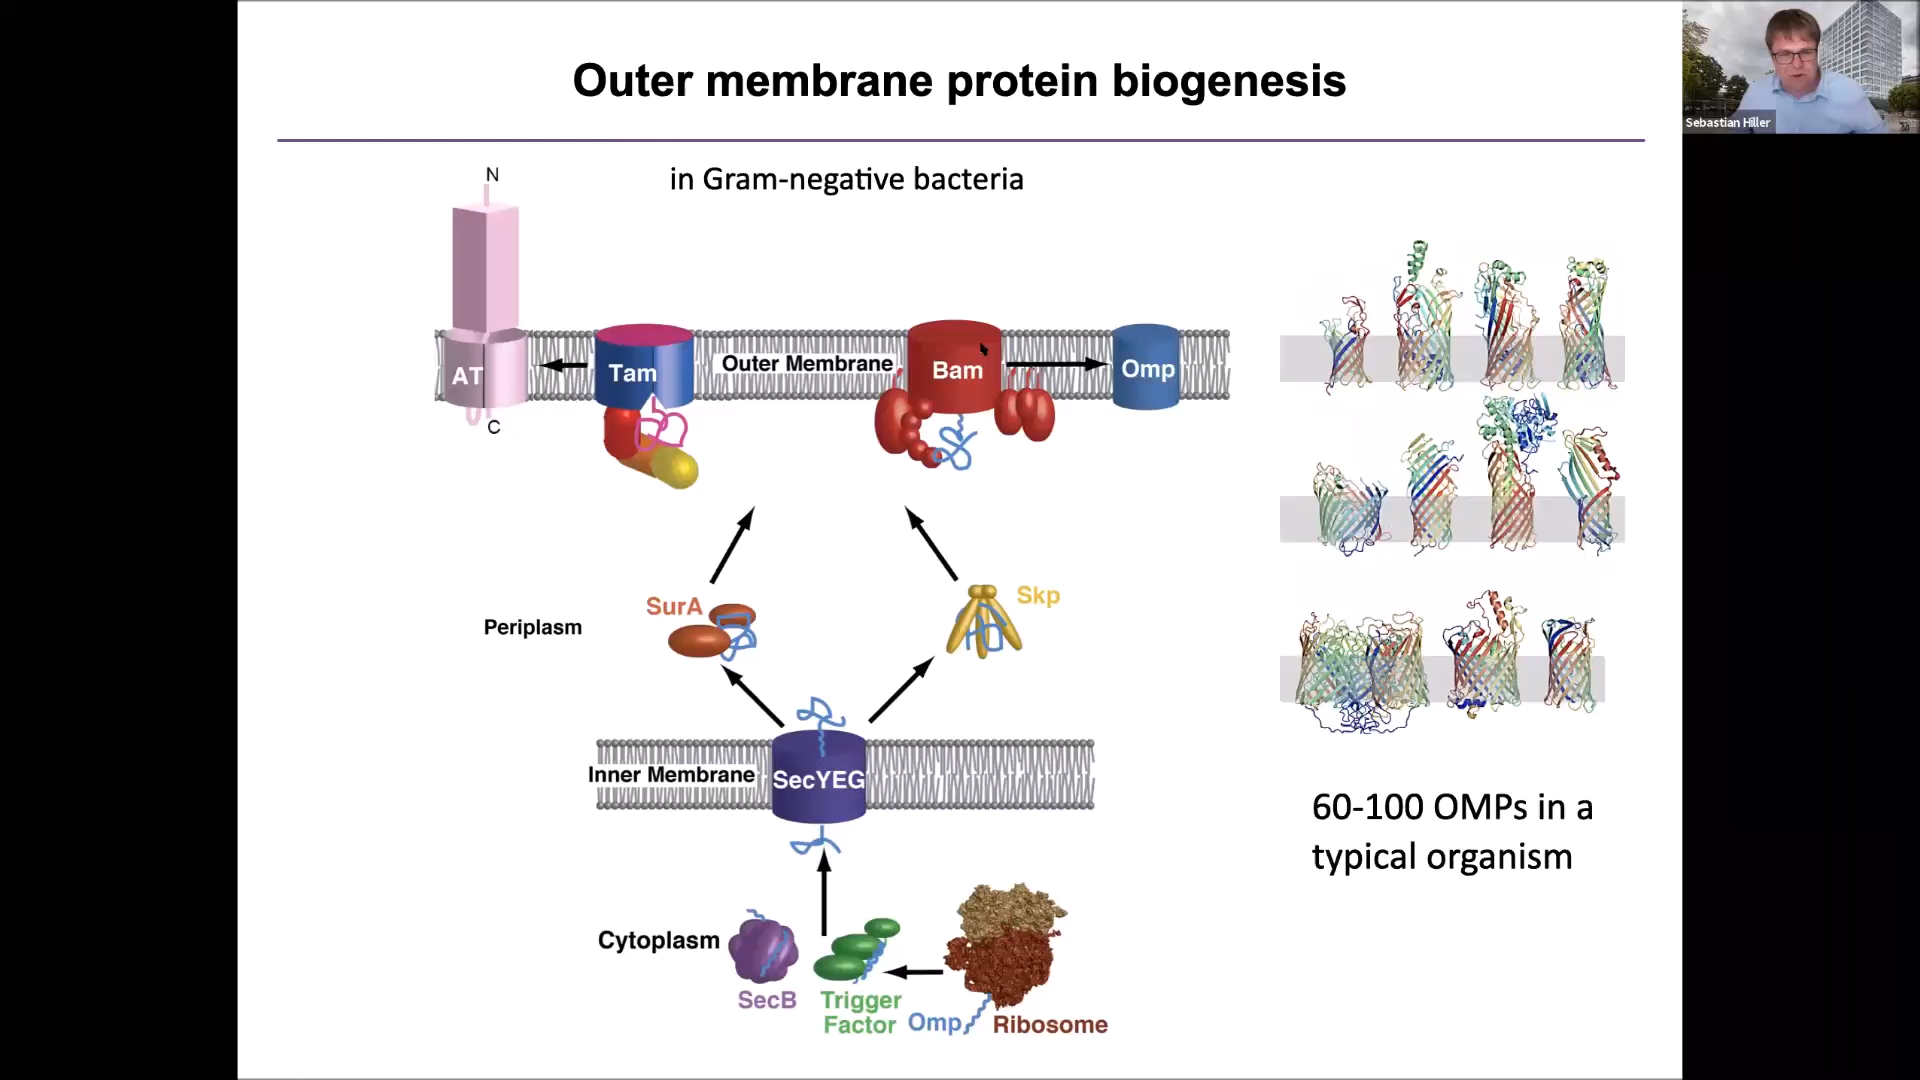 Outer membrane protein biogenesis
Sebastian Hiller
in Gram-negative bacteria
N
AT
Tam
Outer Membrane
Bam
Omp
C
SurA
Skp
Periplasm
Inner Membrane
SecYEG
60-100 OMPs in a
typical organism
Cytoplasm
SecB
Trigger
Factor
Omp
Ribosome